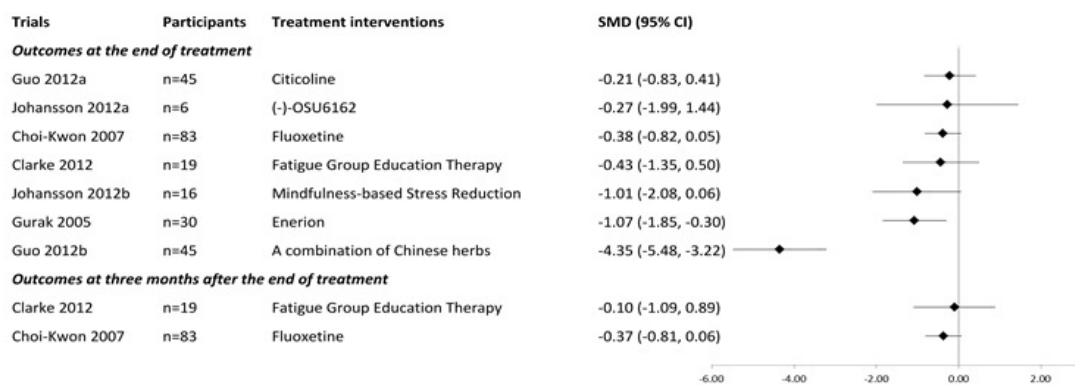 Trials Participants Treatment interventions SMD (95% CI)
Outcomes at the end of treatment
Guo 2012a n=45 Citicoline -0.21 (-0.83, 0.41)
Johansson 2012a n=6 (-)-OSU6162 -0.27 (-1.99, 1.44)
Choi-Kwon 2007 n=83 Fluoxetine -0.38 (-0.82, 0.05)
Clarke 2012 n=19 Fatigue Group Education Therapy -0.43 (-1.35, 0.50)
Johansson 2012b n=16 Mindfulness-based Stress Reduction -1.01 (-2.08, 0.06)
Gurak 2005 n=30 Enerion -1.07 (-1.85, -0.30)
Guo 2012b n=45 A combination of Chinese herbs -4.35 (-5.48, -3.22)
Outcomes at three months after the end of treatment
Clarke 2012 n=19 Fatigue Group Education Therapy -0.10 (-1.09, 0.89)
Choi-Kwon 2007 n=83 Fluoxetine -0.37 (-0.81, 0.06)
-6.00 -4.00 -2.00 0.00 2.00